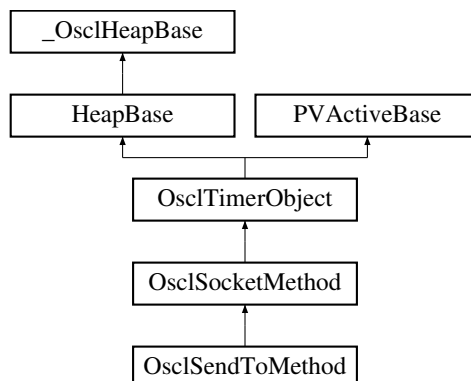 _OsclHeapBase
HeapBase
PVActiveBase
OsclTimerObject
OsclSocketMethod
OsclSendToMethod